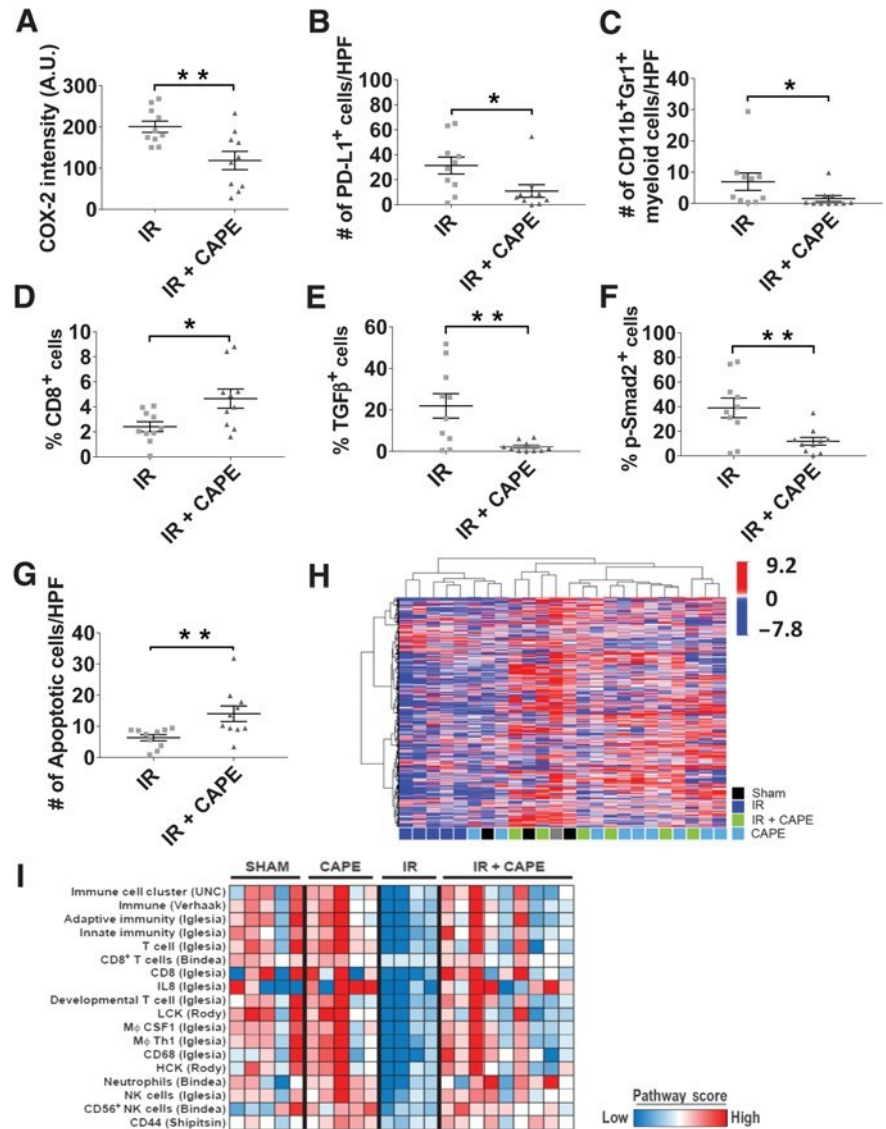 A
COX-2 intensity (A.U.)
300
200
100
0
**
IR
IR + CAPE
B
# of PD-L1+ cells/HPF
100
80
60
40
20
0
*
IR
IR + CAPE
C
# of CD11b+Gr1+
myeloid cells/HPF
40
30
20
10
0
*
IR
IR + CAPE
D
% CD8+ cells
10
8
6
4
2
0
*
IR
IR + CAPE
E
% TGFβ+ cells
60
40
20
0
**
IR
IR + CAPE
F
% p-Smad2+ cells
100
80
60
40
20
0
**
IR
IR + CAPE
G
# of Apoptotic cells/HPF
40
30
20
10
0
**
IR
IR + CAPE
H
9.2
0
−7.8
Sham
IR
IR + CAPE
CAPE
I
SHAM CAPE IR IR + CAPE
Immune cell cluster (UNC)
Immune (Verhaak)
Adaptive immunity (Iglesia)
Innate immunity (Iglesia)
T cell (Iglesia)
CD8+ T cells (Bindea)
CD8 (Iglesia)
IL8 (Iglesia)
Developmental T cell (Iglesia)
LCK (Rody)
Mϕ CSF1 (Iglesia)
Mϕ Th1 (Iglesia)
CD68 (Iglesia)
HCK (Rody)
Neutrophils (Bindea)
NK cells (Iglesia)
CD56+ NK cells (Bindea)
CD44 (Shipitsin)
Pathway score
Low High